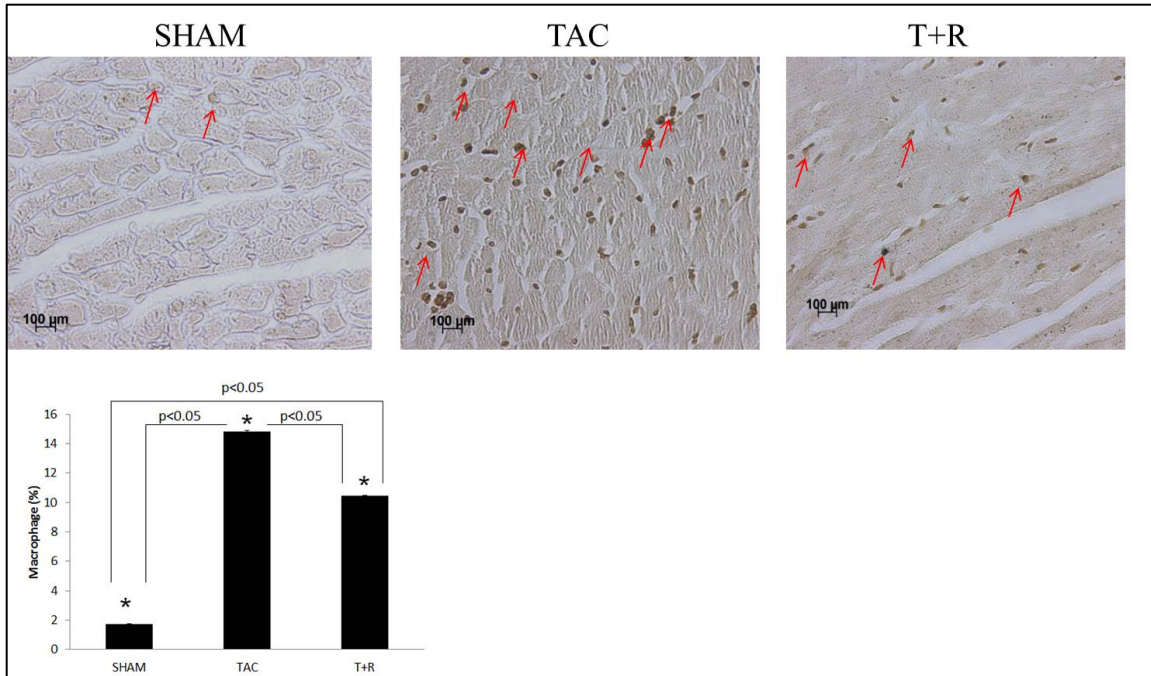 SHAM TAC T+R
100 µm 100 µm 100 µm
p<0.05
p<0.05 p<0.05
16
14
12
10
8
6
4
2
0
* * *
Macrophage (%)
SHAM TAC T+R